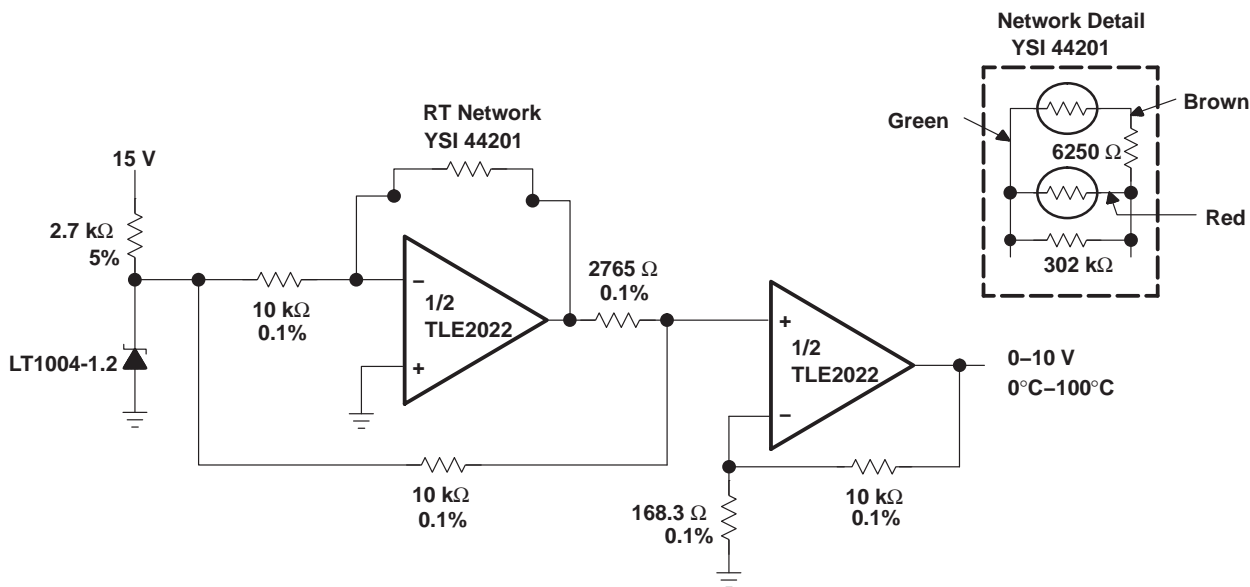 Network Detail
YSI 44201
Green
Brown
6250 Ω
Red
302 kΩ
RT Network
YSI 44201
15 V
2.7 kΩ
5%
10 kΩ
0.1%
LT1004-1.2
−
1/2
TLE2022
+
2765 Ω
0.1%
10 kΩ
0.1%
+
1/2
TLE2022
−
0–10 V
0°C–100°C
168.3 Ω
0.1%
10 kΩ
0.1%